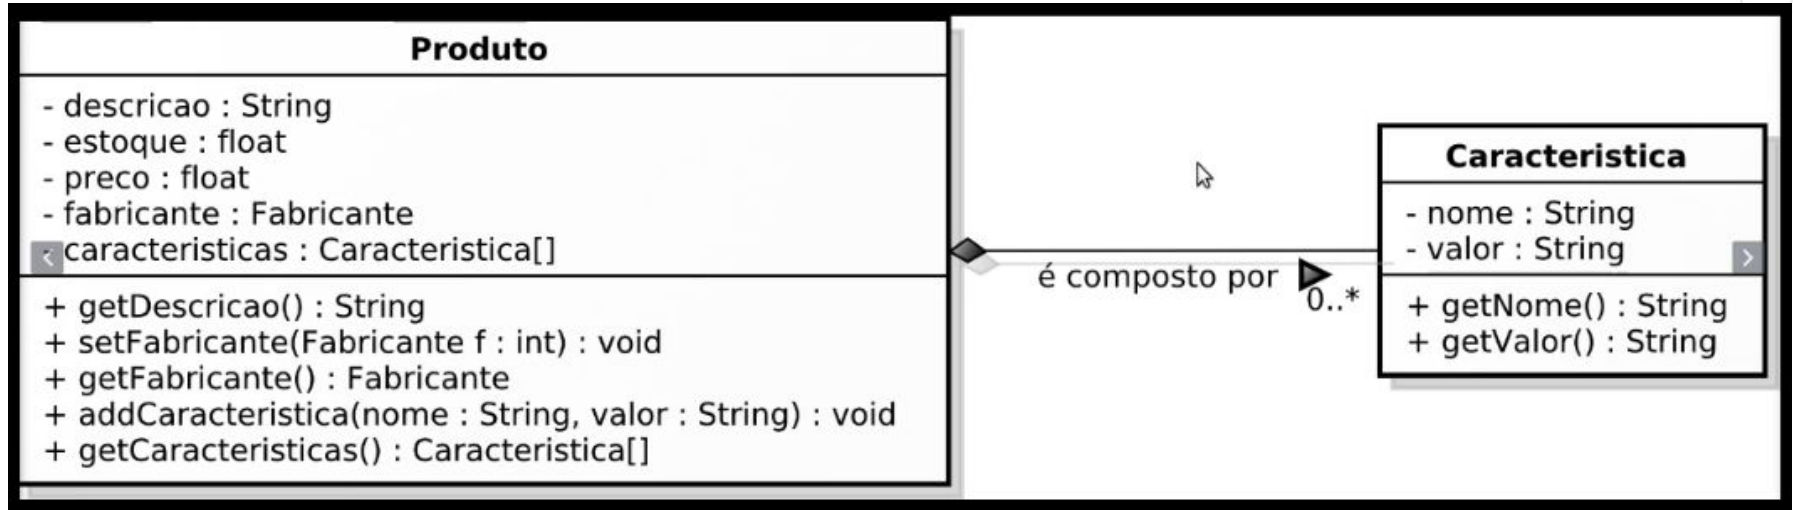 Produto
- descricao : String
- estoque : float
- preco : float
- fabricante : Fabricante
- caracteristicas : Caracteristica[]
+ getDescricao() : String
+ setFabricante(Fabricante f : int) : void
+ getFabricante() : Fabricante
+ addCaracteristica(nome : String, valor : String) : void
+ getCaracteristicas() : Caracteristica[]
é composto por
0..*
Caracteristica
- nome : String
- valor : String
+ getNome() : String
+ getValor() : String